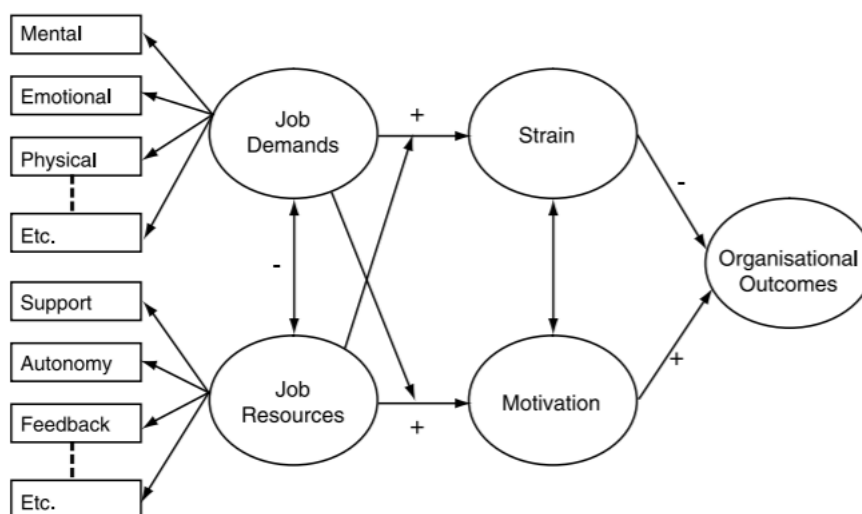 Mental
Emotional
Physical
Etc.
Support
Autonomy
Feedback
Etc.
Job
Demands
Job
Resources
+
-
+
Strain
Motivation
-
+
Organisational
Outcomes